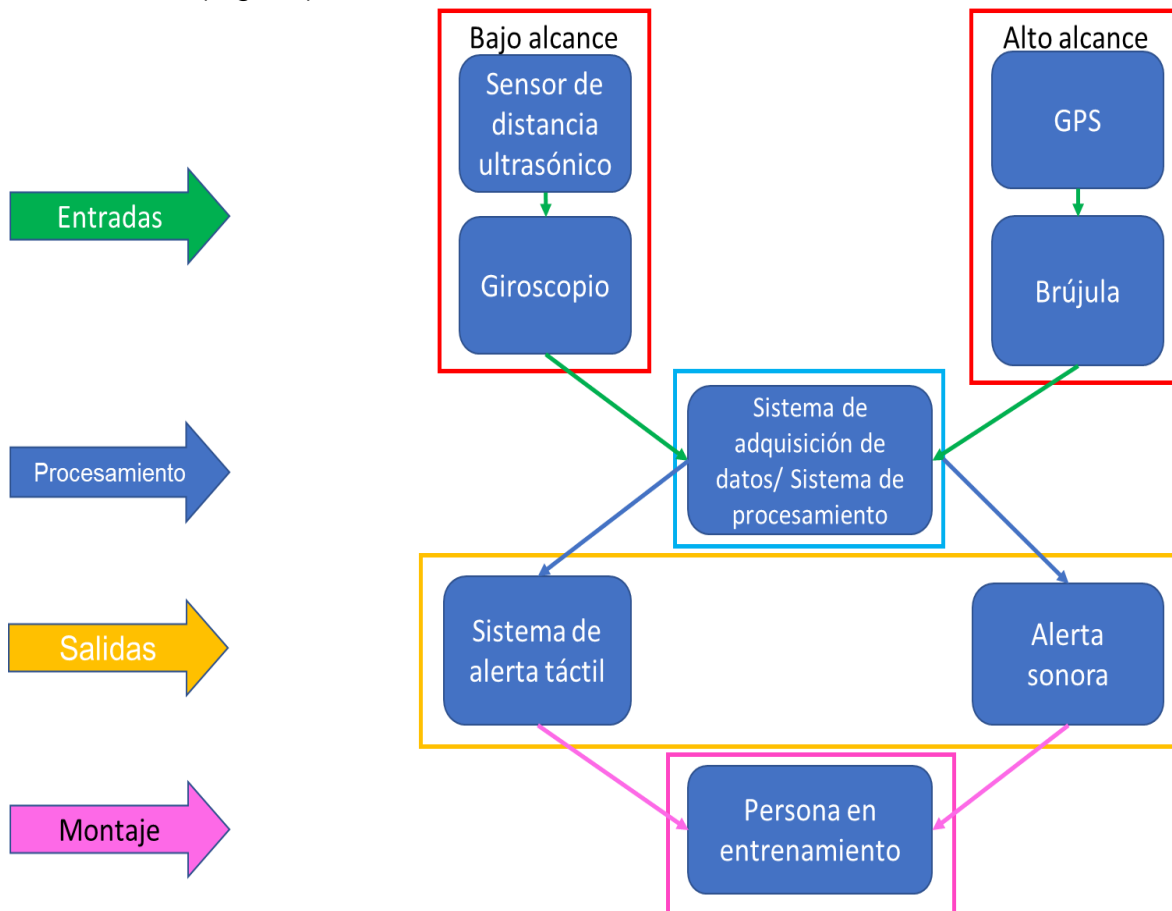 Bajo alcance
Alto alcance
Sensor de
distancia
ultrasónico
GPS
Entradas
Giroscopio
Brújula
Procesamiento
Sistema de
adquisición de
datos/ Sistema de
procesamiento
Salidas
Sistema de
alerta táctil
Alerta
sonora
Montaje
Persona en
entrenamiento